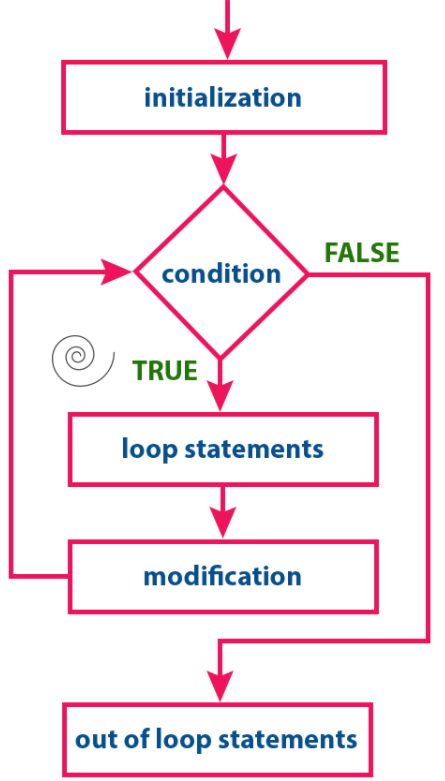 initialization
condition
FALSE
TRUE
loop statements
modification
out of loop statements